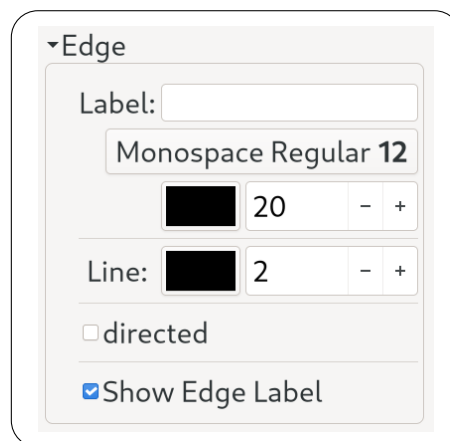 Edge
Label:
Monospace Regular 12
20 − +
Line: 2 − +
directed
Show Edge Label